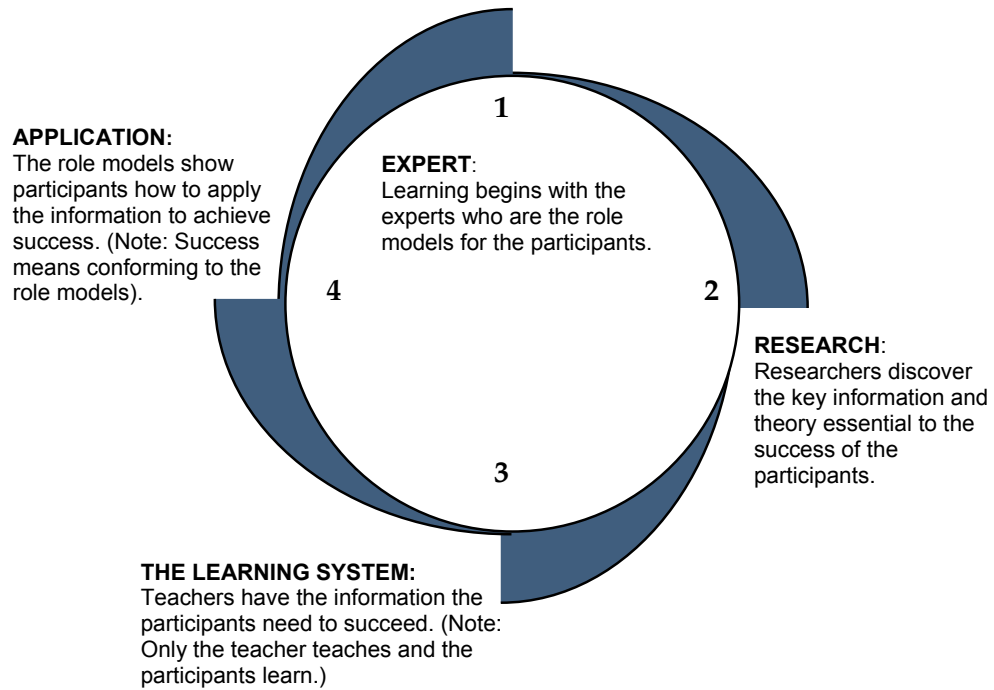 1
EXPERT:
Learning begins with the
experts who are the role
models for the participants.
2
RESEARCH:
Researchers discover
the key information and
theory essential to the
success of the
participants.
3
THE LEARNING SYSTEM:
Teachers have the information the
participants need to succeed. (Note:
Only the teacher teaches and the
participants learn.)
4
APPLICATION:
The role models show
participants how to apply
the information to achieve
success. (Note: Success
means conforming to the
role models).